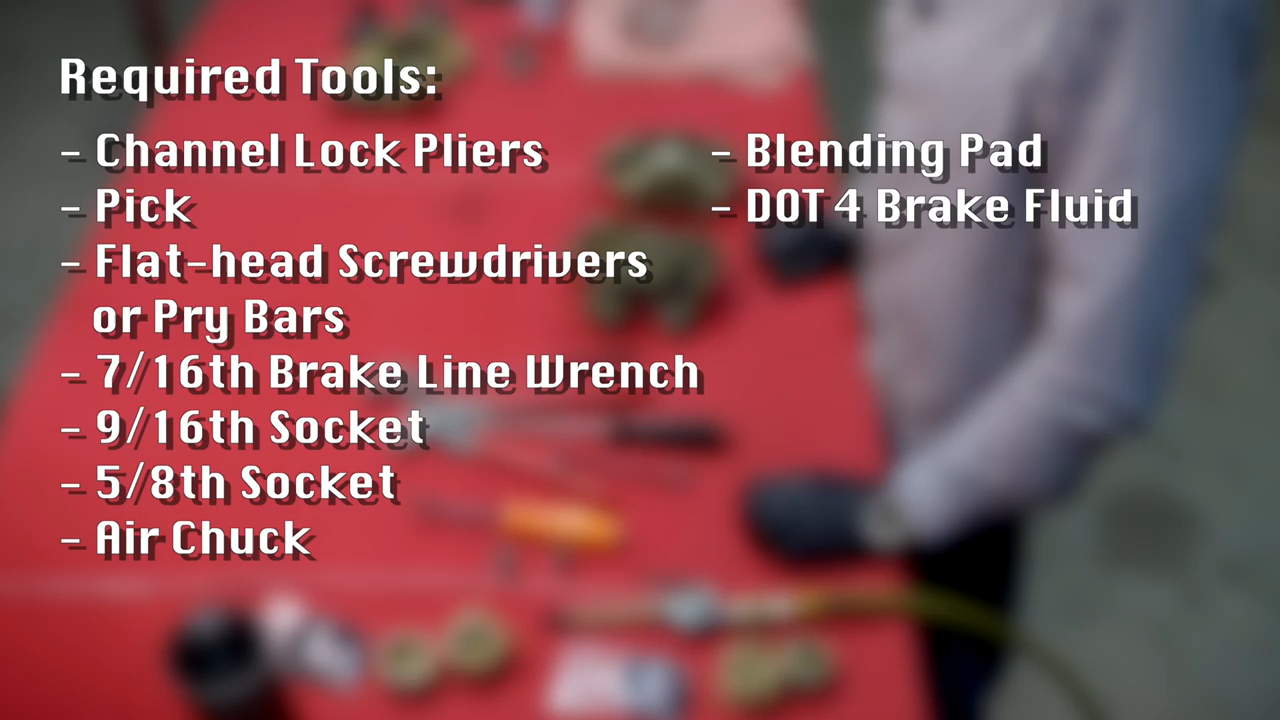 Required Tools:
- Channel Lock Pliers
- Pick
- Flat-head Screwdrivers
or Pry Bars
- 7/16th Brake Line Wrench
- 9/16th Socket
- 5/8th Socket
- Air Chuck
- Blending Pad
- DOT 4 Brake Fluid